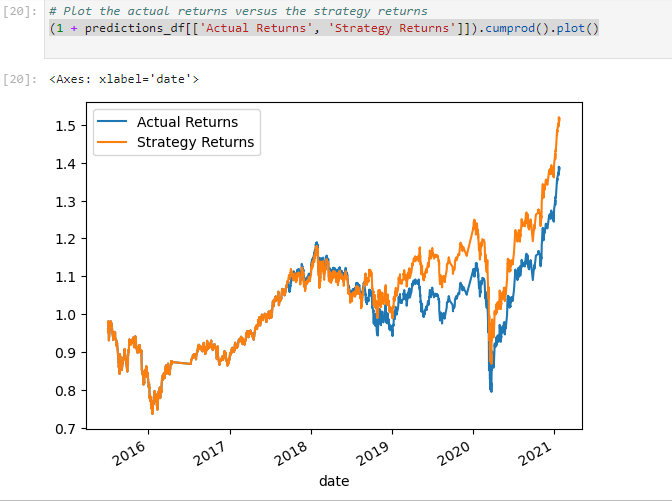 [20]: # Plot the actual returns versus the strategy returns
(1 + predictions_df[['Actual Returns', 'Strategy Returns']]).cumprod().plot()
[20]: <Axes: xlabel='date'>
Actual Returns
Strategy Returns
1.5
1.4
1.3
1.2
1.1
1.0
0.9
0.8
0.7
2016 2017 2018 2019 2020 2021
date